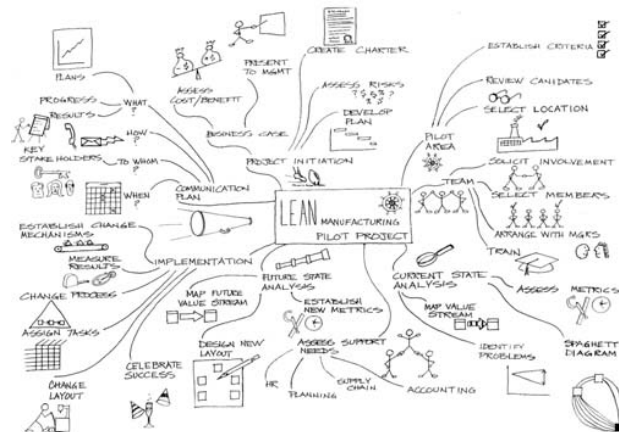 LEAN MANUFACTURING
PILOT PROJECT
PROJECT INITIATION
BUSINESS CASE
ASSESS
COST/BENEFIT
PRESENT
TO MGMT
CREATE CHARTER
ASSESS RISKS
DEVELOP
PLAN
PILOT
AREA
ESTABLISH CRITERIA
REVIEW CANDIDATES
SELECT LOCATION
TEAM
SOLICIT INVOLVEMENT
SELECT MEMBERS
ARRANGE WITH MGRS
TRAIN
CURRENT STATE
ANALYSIS
ASSESS METRICS
SPAGHETTI
DIAGRAM
MAP VALUE
STREAM
IDENTIFY
PROBLEMS
ASSESS SUPPORT
NEEDS
HR
PLANNING
SUPPLY
CHAIN
ACCOUNTING
FUTURE STATE
ANALYSIS
MAP FUTURE
VALUE STREAM
ESTABLISH
NEW METRICS
DESIGN NEW
LAYOUT
IMPLEMENTATION
ESTABLISH CHANGE
MECHANISMS
MEASURE
RESULTS
CHANGE PROCESS
ASSIGN TASKS
CHANGE
LAYOUT
CELEBRATE
SUCCESS
COMMUNICATION
PLAN
WHAT
?
PLANS
PROGRESS
RESULTS
HOW
?
TO WHOM
?
KEY
STAKEHOLDERS
WHEN
?